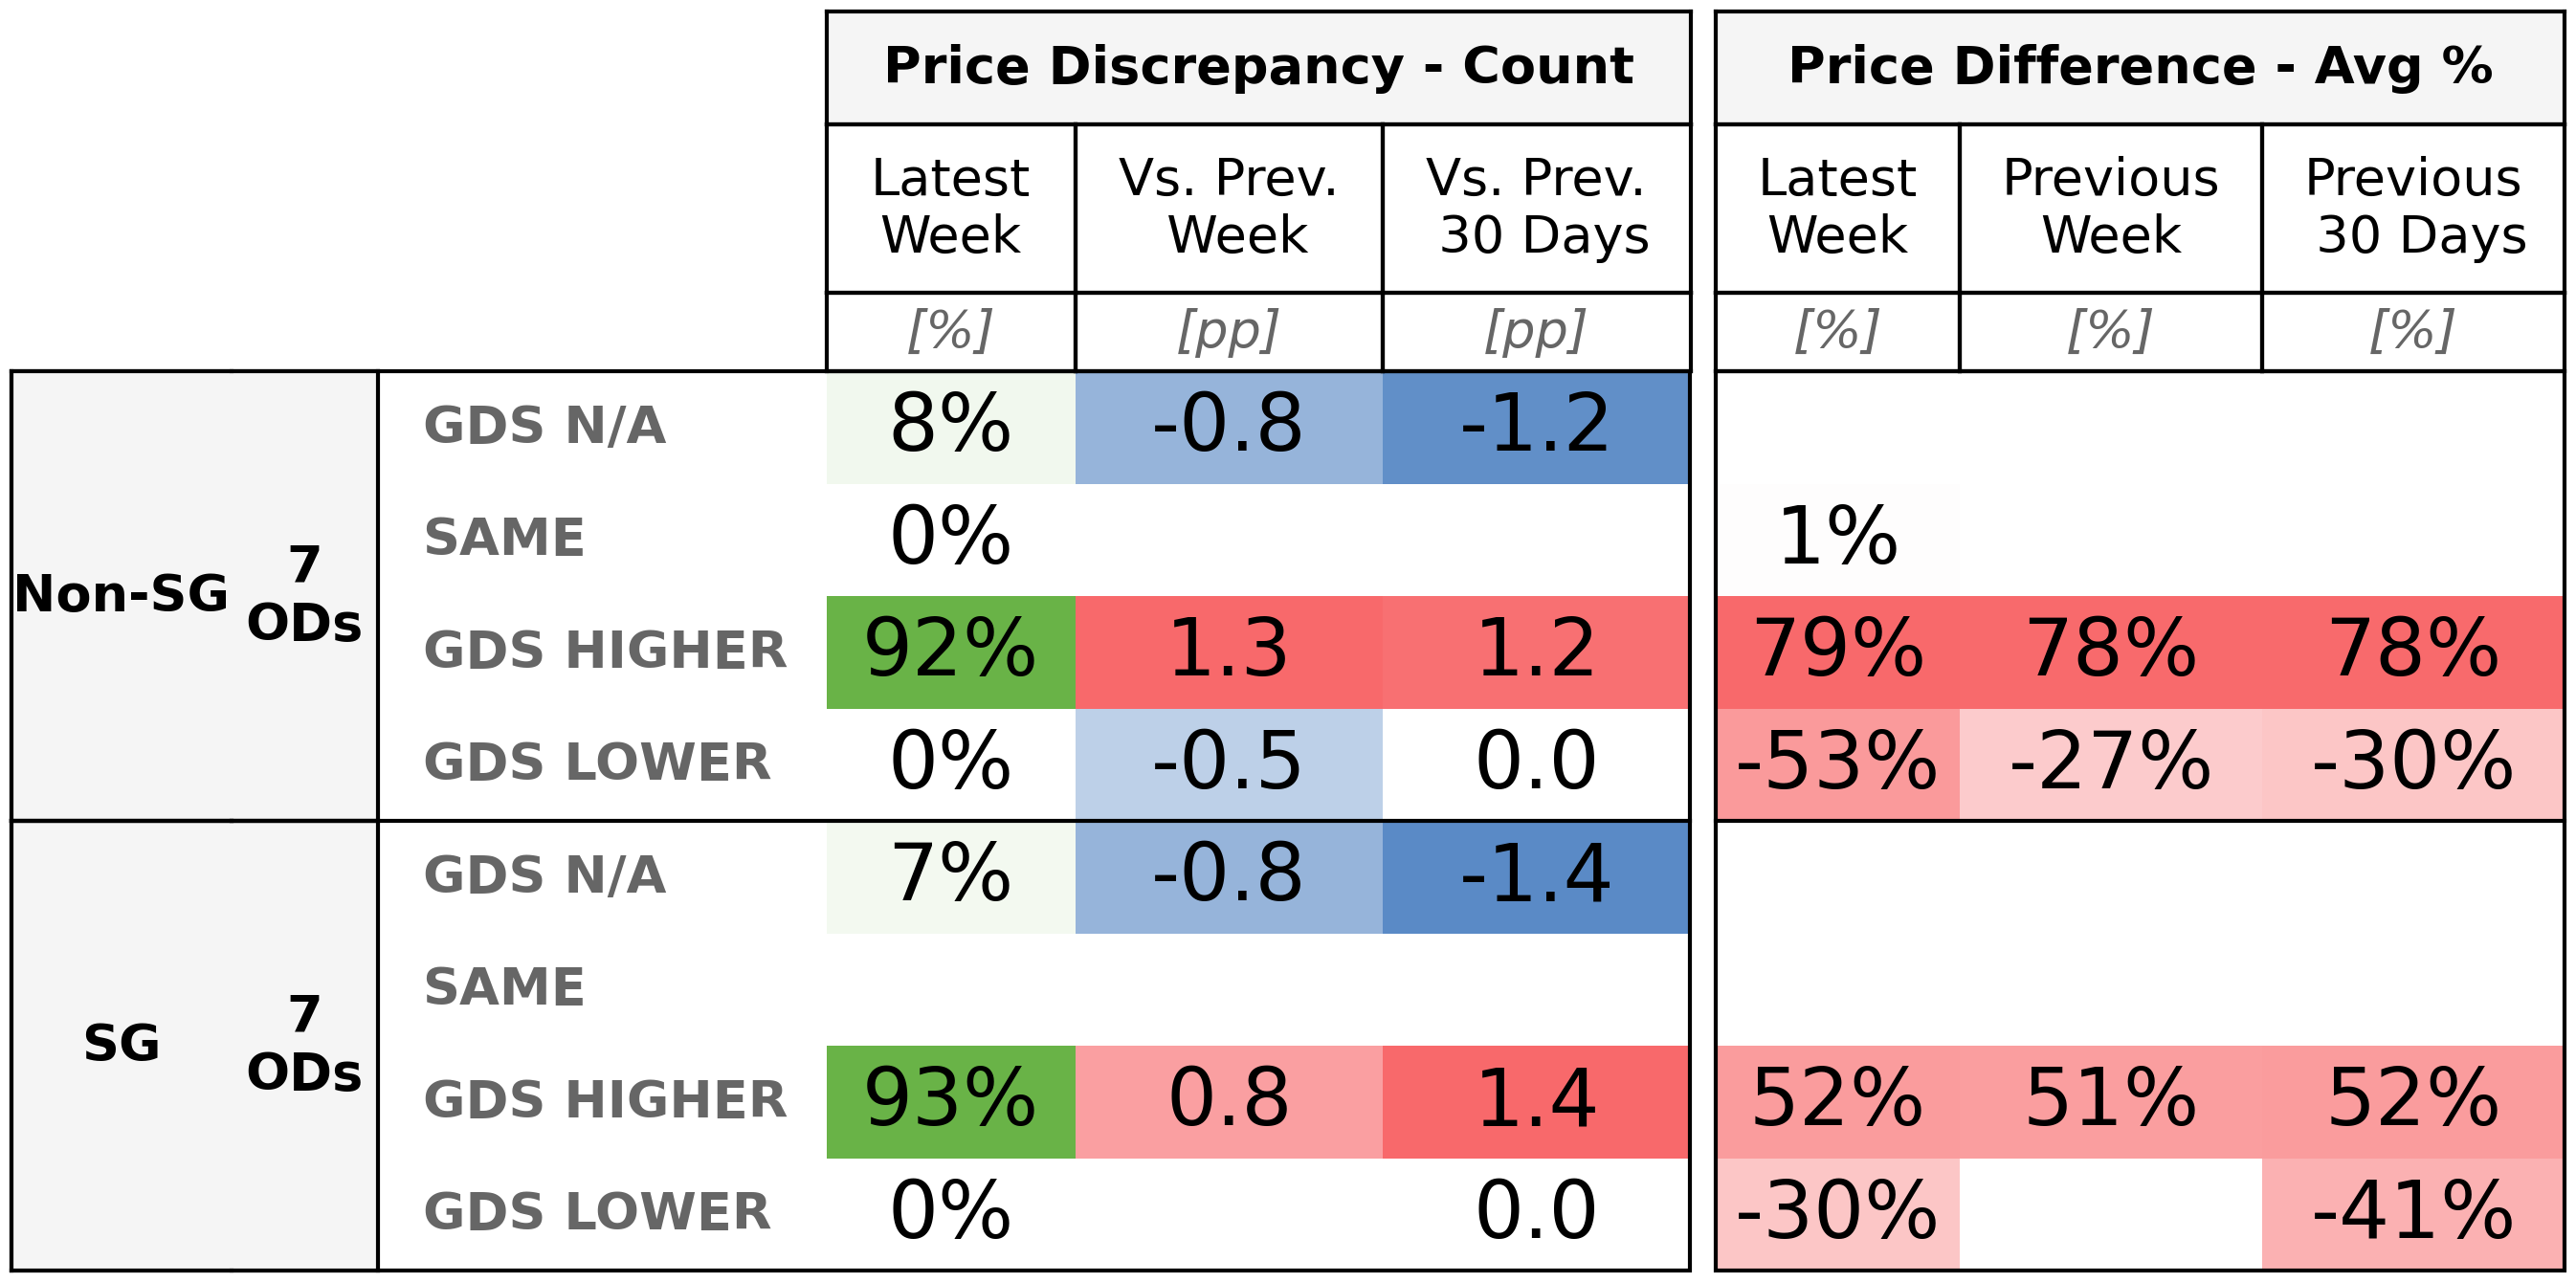 Price Discrepancy - Count Price Difference - Avg %
Latest Week Vs. Prev. Week Vs. Prev. 30 Days Latest Week Previous Week Previous 30 Days
[%] [pp] [pp] [%] [%] [%]
Non-SG 7 ODs
GDS N/A 8% -0.8 -1.2
SAME 0% 1%
GDS HIGHER 92% 1.3 1.2 79% 78% 78%
GDS LOWER 0% -0.5 0.0 -53% -27% -30%
SG 7 ODs
GDS N/A 7% -0.8 -1.4
SAME
GDS HIGHER 93% 0.8 1.4 52% 51% 52%
GDS LOWER 0% 0.0 -30% -41%